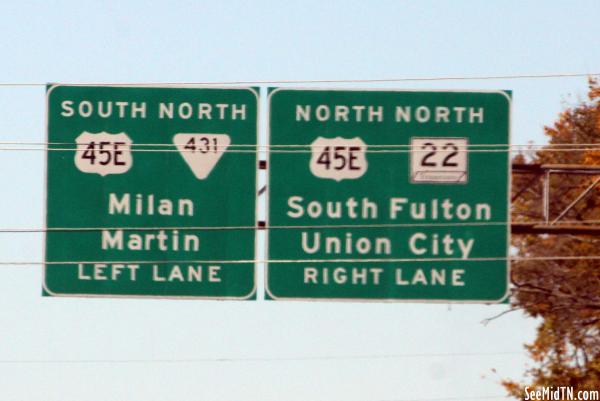 SOUTH NORTH
45E 431
Milan
Martin
LEFT LANE
NORTH NORTH
45E 22
South Fulton
Union City
RIGHT LANE
SeeMidTN.com